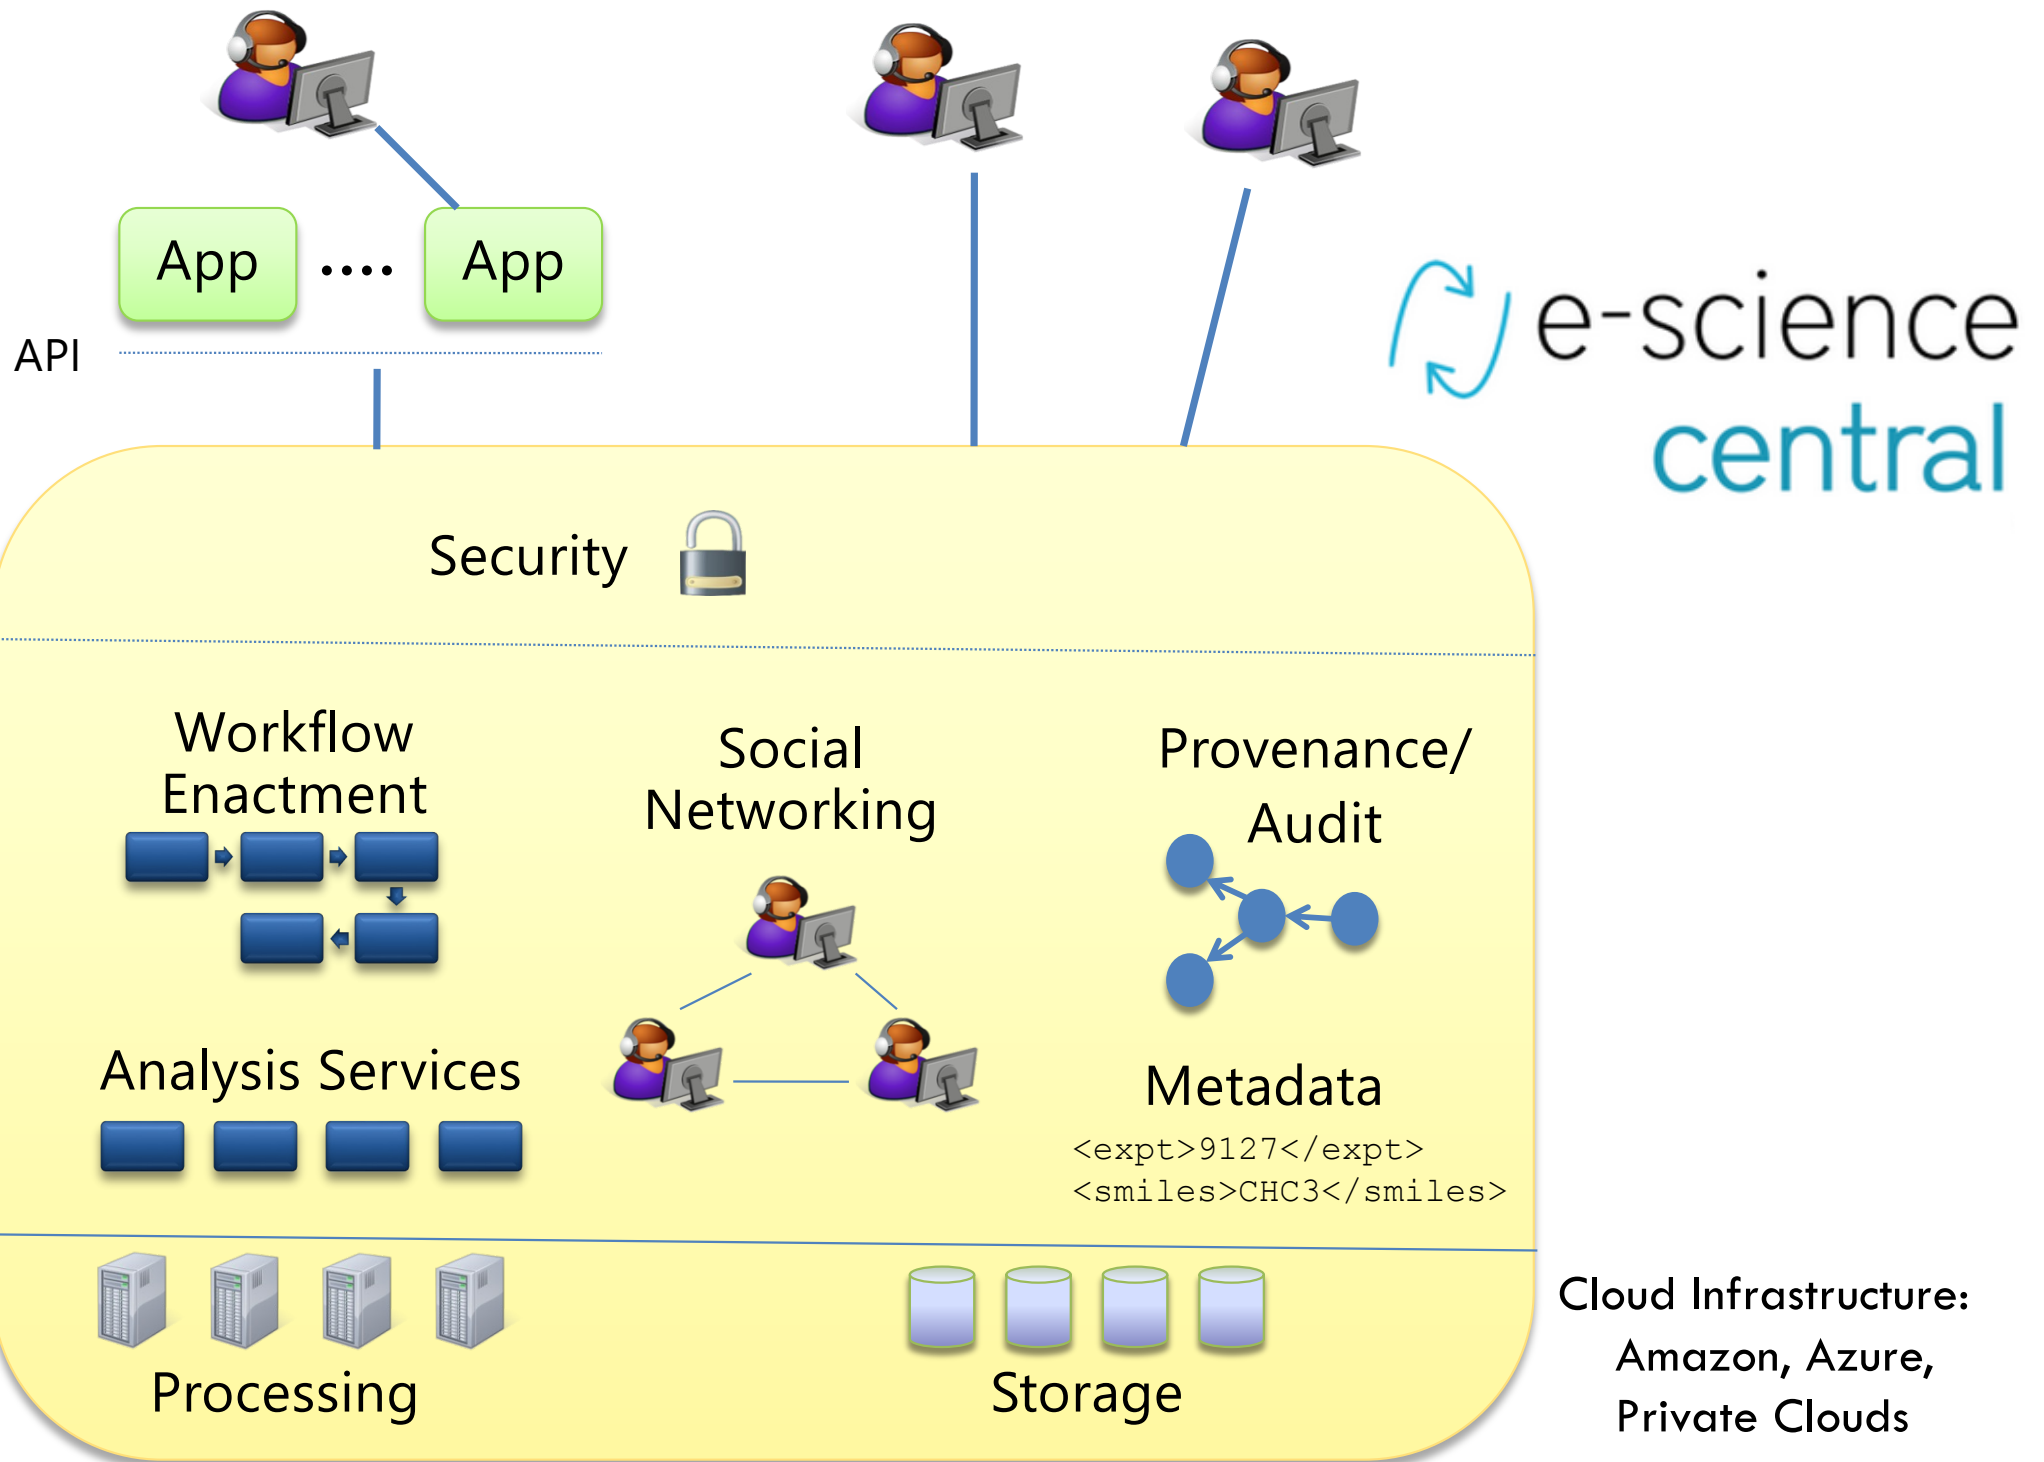 App .... App
API
e-science
central
Security
Workflow
Enactment
Social
Networking
Provenance/
Audit
Analysis Services
Metadata
<expt>9127</expt>
<smiles>CHC3</smiles>
Processing
Storage
Cloud Infrastructure:
Amazon, Azure,
Private Clouds